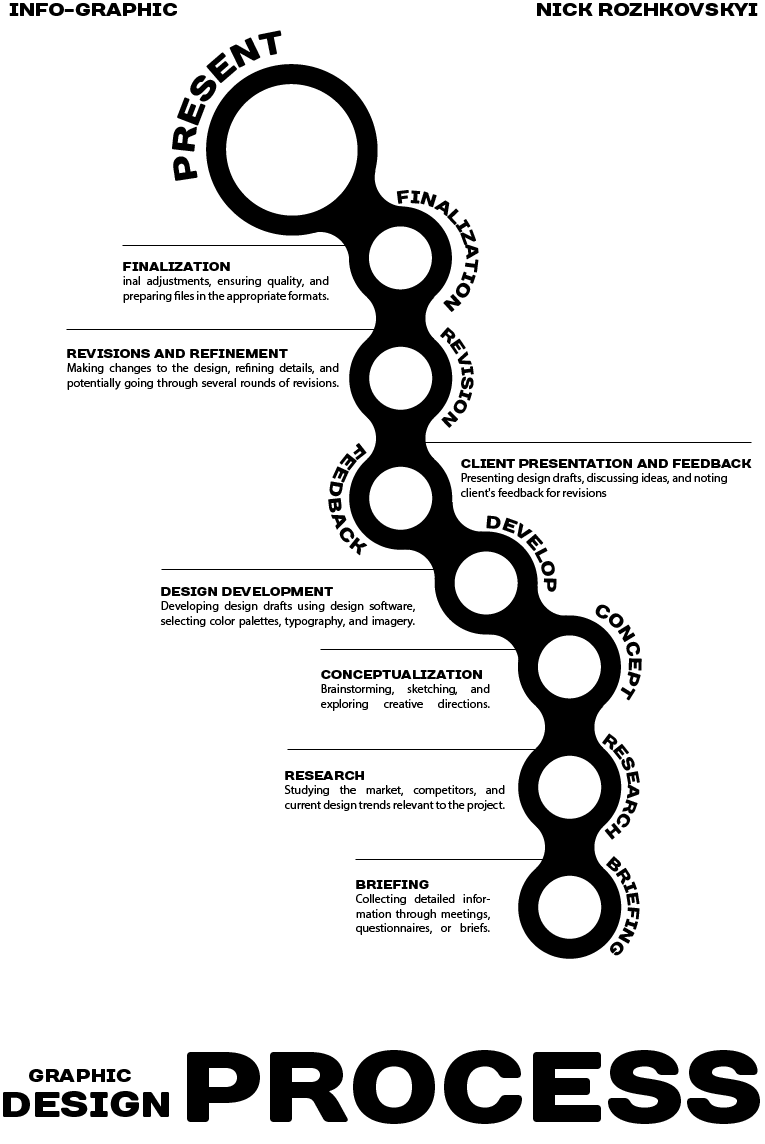 INFO-GRAPHIC
NICK ROZHKOVSKYI
PRESENT
FINALIZATION
FINALIZATION
inal adjustments, ensuring quality, and
preparing files in the appropriate formats.
REVISION
REVISIONS AND REFINEMENT
Making changes to the design, refining details, and
potentially going through several rounds of revisions.
FEEDBACK
CLIENT PRESENTATION AND FEEDBACK
Presenting design drafts, discussing ideas, and noting
client's feedback for revisions
DEVELOP
DESIGN DEVELOPMENT
Developing design drafts using design software,
selecting color palettes, typography, and imagery.
CONCEPT
CONCEPTUALIZATION
Brainstorming, sketching, and
exploring creative directions.
RESEARCH
RESEARCH
Studying the market, competitors, and
current design trends relevant to the project.
BRIEFING
BRIEFING
Collecting detailed infor-
mation through meetings,
questionnaires, or briefs.
GRAPHIC
DESIGN
PROCESS